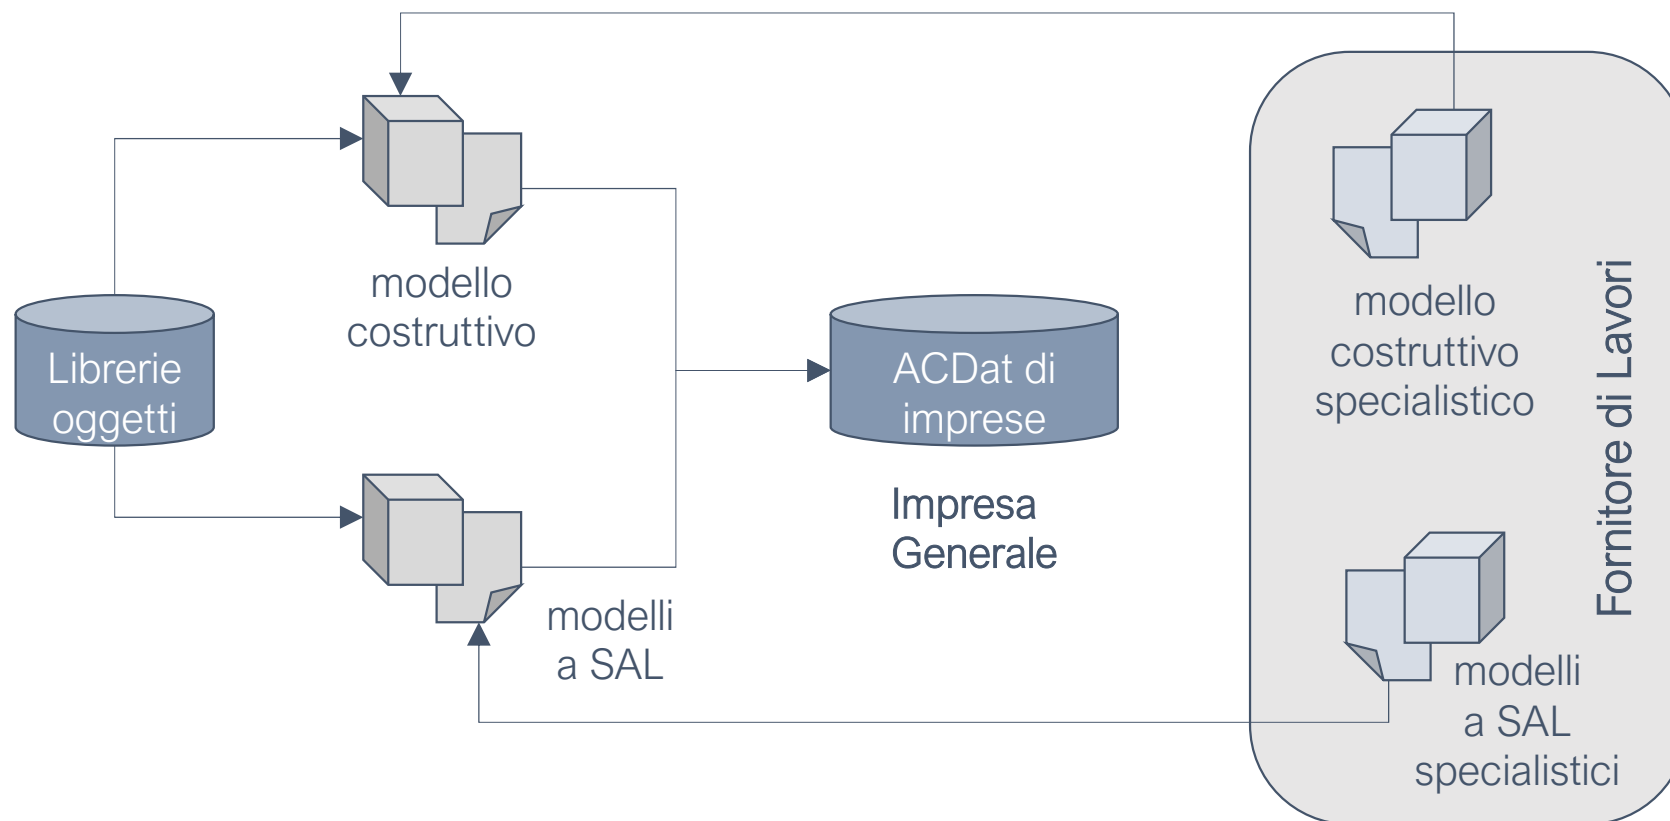 modello
costruttivo
Librerie
oggetti
modelli
a SAL
ACDat di
imprese
Impresa
Generale
modello
costruttivo
specialistico
modelli
a SAL
specialistici
Fornitore di Lavori